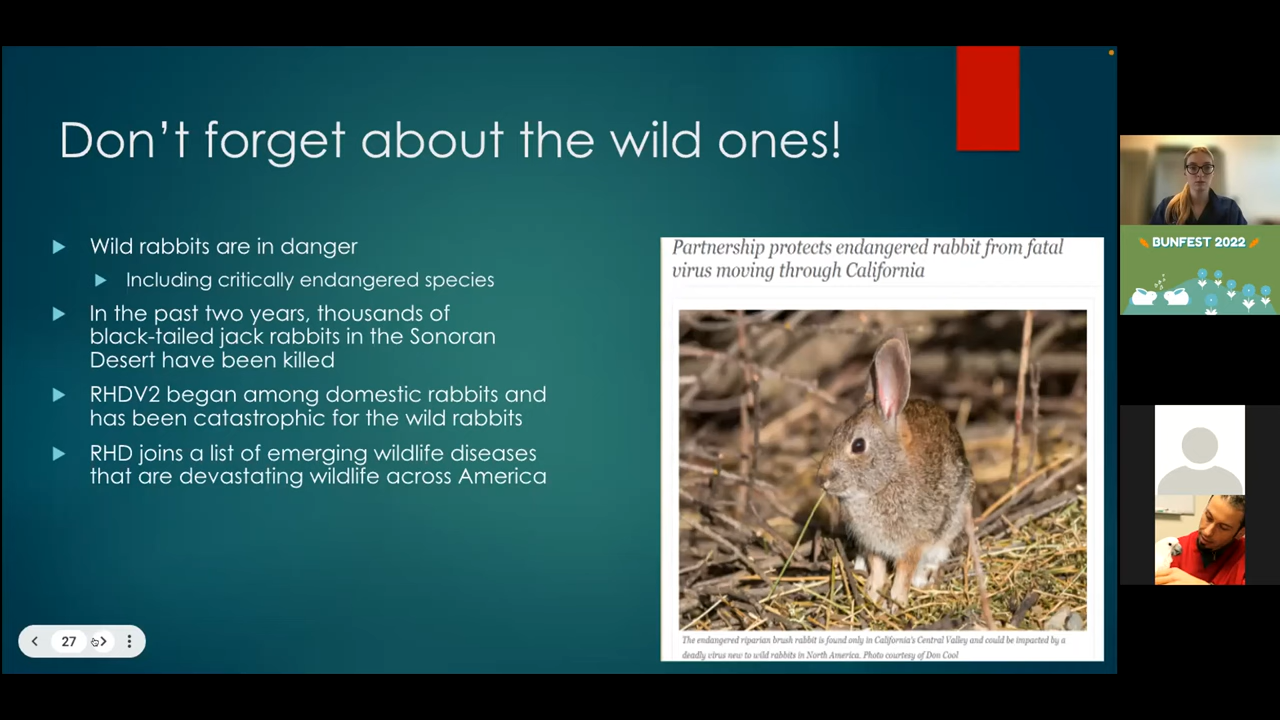 Don't forget about the wild ones!
Wild rabbits are in danger
Including critically endangered species
In the past two years, thousands of
black-tailed jack rabbits in the Sonoran
Desert have been killed
RHDV2 began among domestic rabbits and
has been catastrophic for the wild rabbits
RHD joins a list of emerging wildlife diseases
that are devastating wildlife across America
Partnership protects endangered rabbit from fatal
virus moving through California
The endangered riparian brush rabbit is found only in California's Central Valley and could be impacted by a
deadly virus new to wild rabbits in North America. Photo courtesy of Don Cool
27
BUNFEST 2022